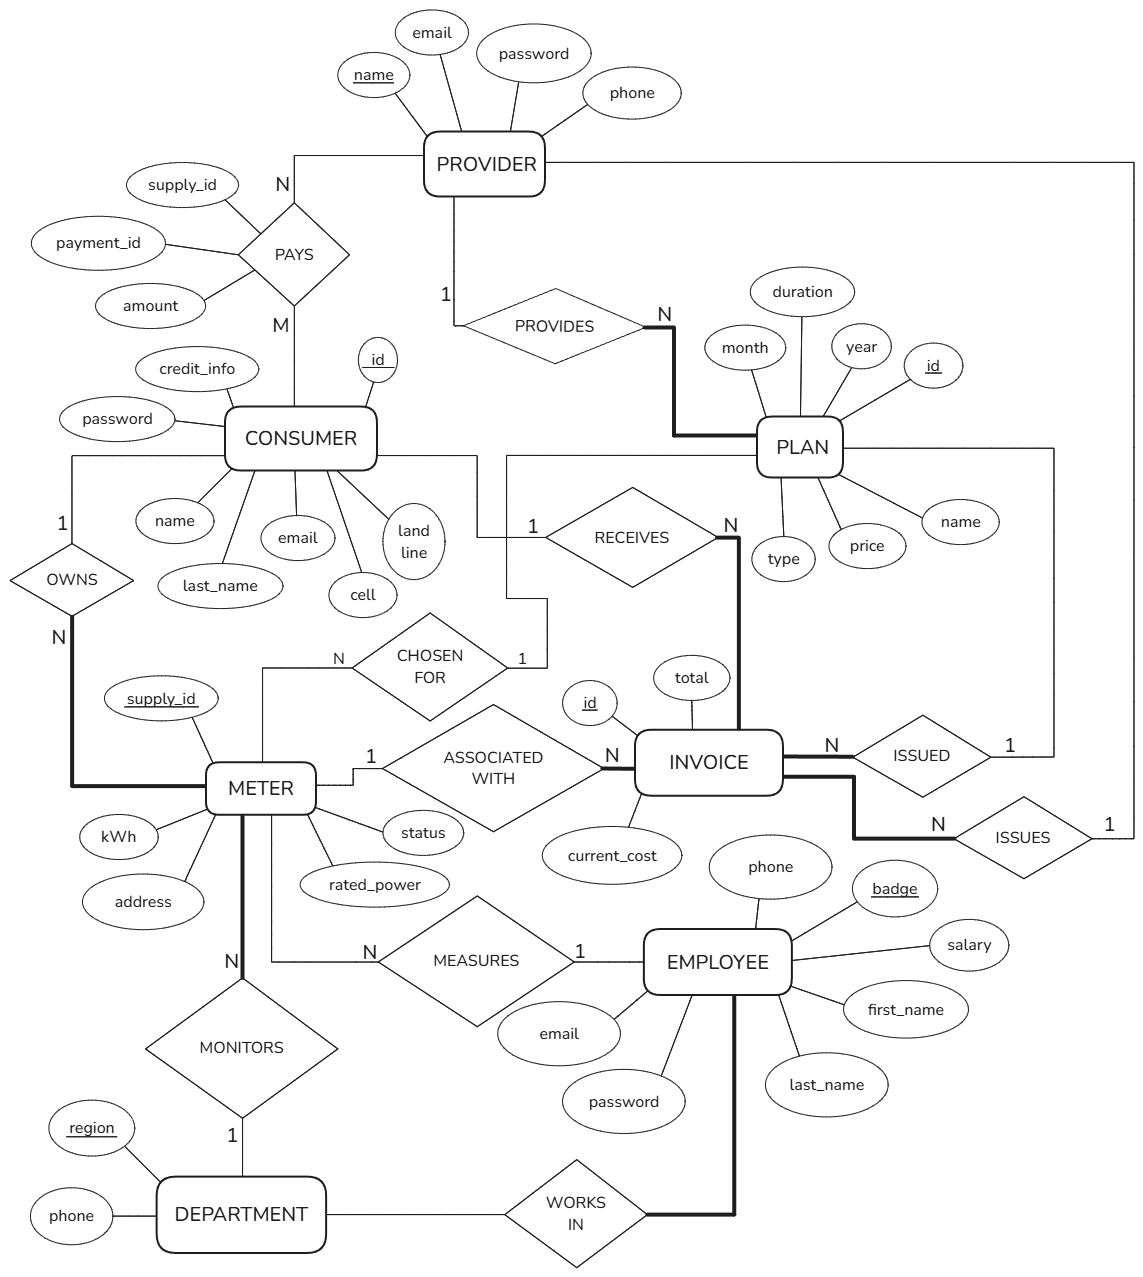 email
password
name
phone
PROVIDER
supply_id
N
payment_id
PAYS
amount
M
1
PROVIDES
N
duration
month
year
id
credit_info
id
password
CONSUMER
PLAN
name
last_name
email
cell
land
line
1
RECEIVES
N
type
price
name
1
OWNS
N
N
CHOSEN
FOR
1
supply_id
id
total
METER
1
ASSOCIATED
WITH
N
INVOICE
N
ISSUED
1
kWh
address
rated_power
status
current_cost
N
ISSUES
1
phone
badge
salary
N
MEASURES
1
EMPLOYEE
first_name
email
password
last_name
N
MONITORS
1
region
phone
DEPARTMENT
WORKS
IN